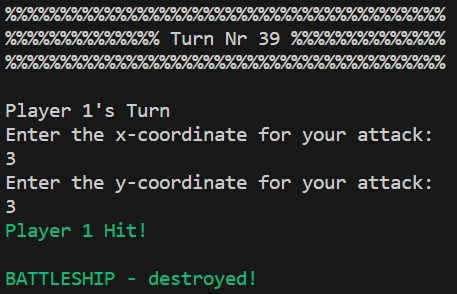 %%%%%%%%%%%%%%%%%%%%%%%%%%%%%%%%%%%%%%%%
%%%%%%%%%%%%%% Turn Nr 39 %%%%%%%%%%%%%%
%%%%%%%%%%%%%%%%%%%%%%%%%%%%%%%%%%%%%%%%
Player 1's Turn
Enter the x-coordinate for your attack:
3
Enter the y-coordinate for your attack:
3
Player 1 Hit!
BATTLESHIP - destroyed!